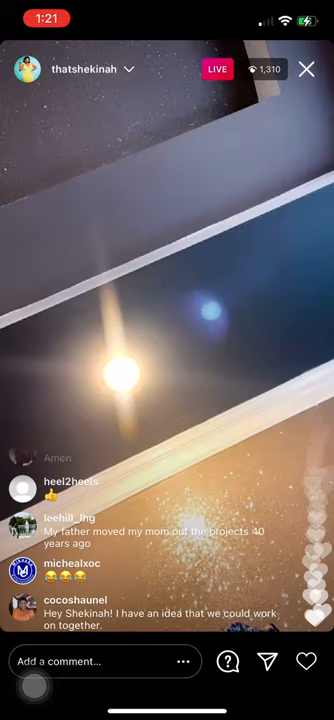 1:21
thatshekinah
LIVE
1,310
Amen
heel2heels
👍
leehill_lhg
My father moved my mom out the projects 40
years ago
michealxoc
😂😂😂
cocoshaunel
Hey Shekinah! I have an idea that we could work
on together.
Add a comment...